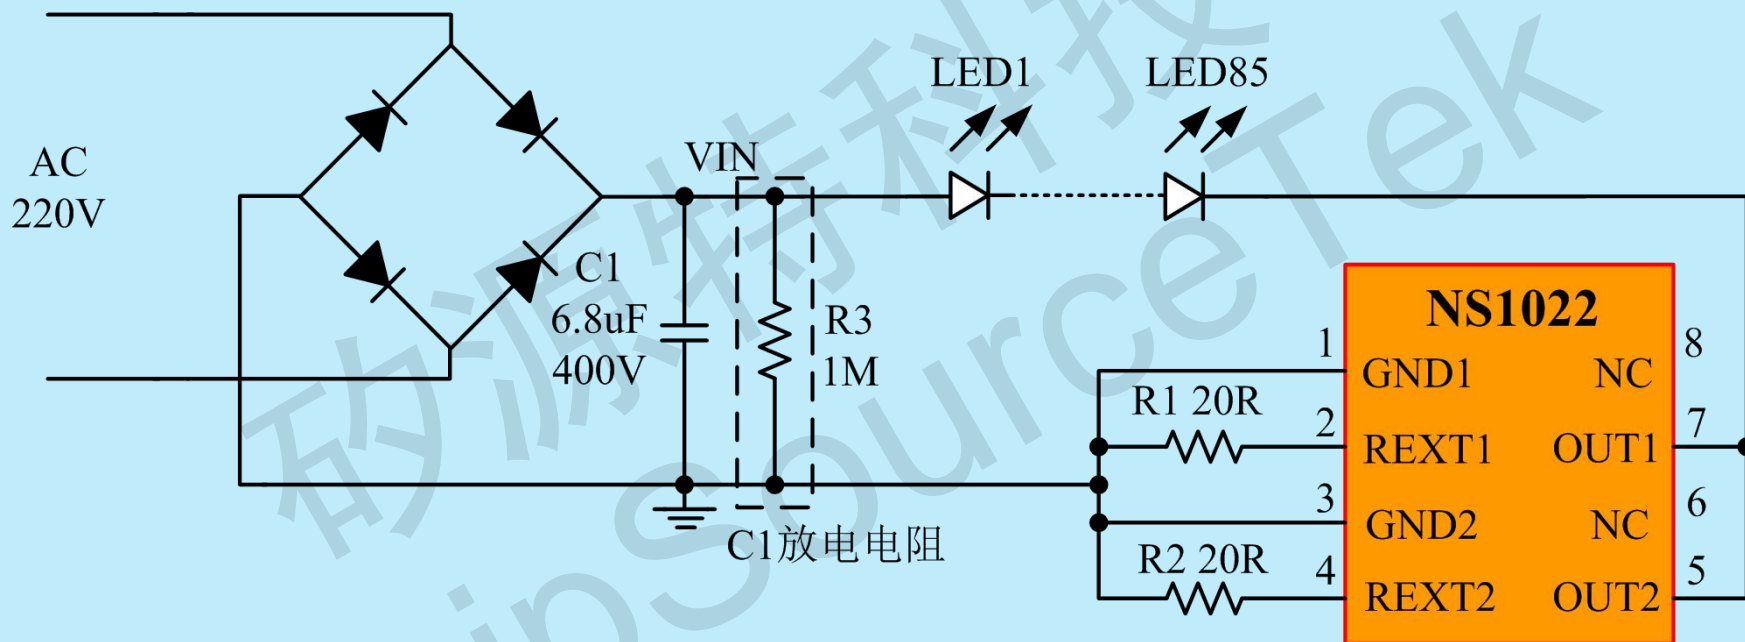 AC
220V
VIN
C1
6.8uF
400V
R3
1M
C1放电电阻
LED1
LED85
NS1022
1
GND1
NC
8
R1 20R
2
REXT1
OUT1
7
3
GND2
NC
6
R2 20R
4
REXT2
OUT2
5
矽源特科技
ipSourceTek